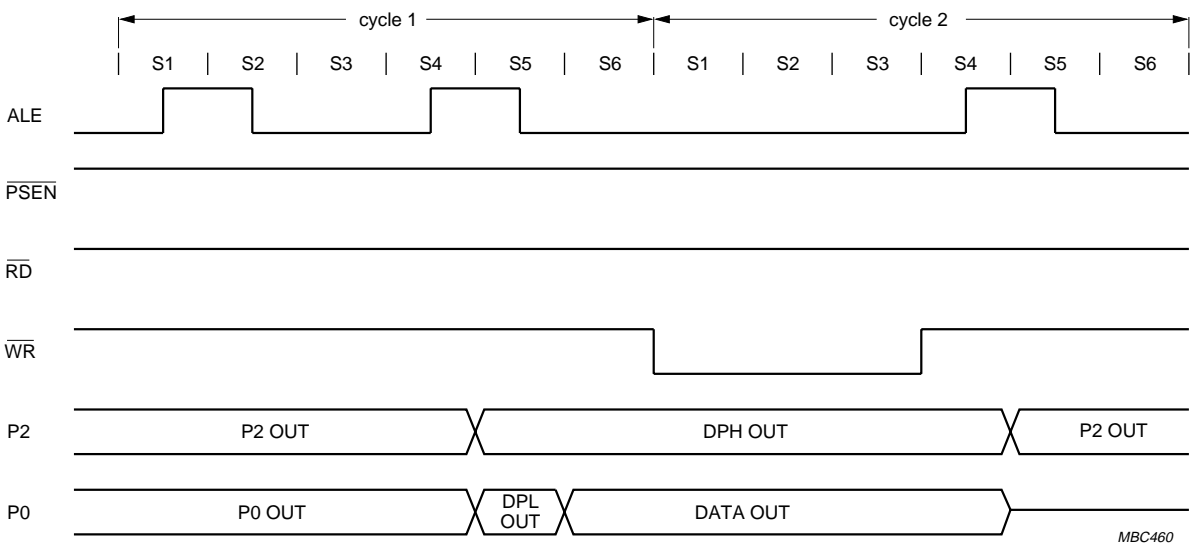 cycle 1 cycle 2
S1 S2 S3 S4 S5 S6 S1 S2 S3 S4 S5 S6
ALE
PSEN
RD
WR
P2 P2 OUT DPH OUT P2 OUT
P0 P0 OUT DPL OUT DATA OUT
MBC460